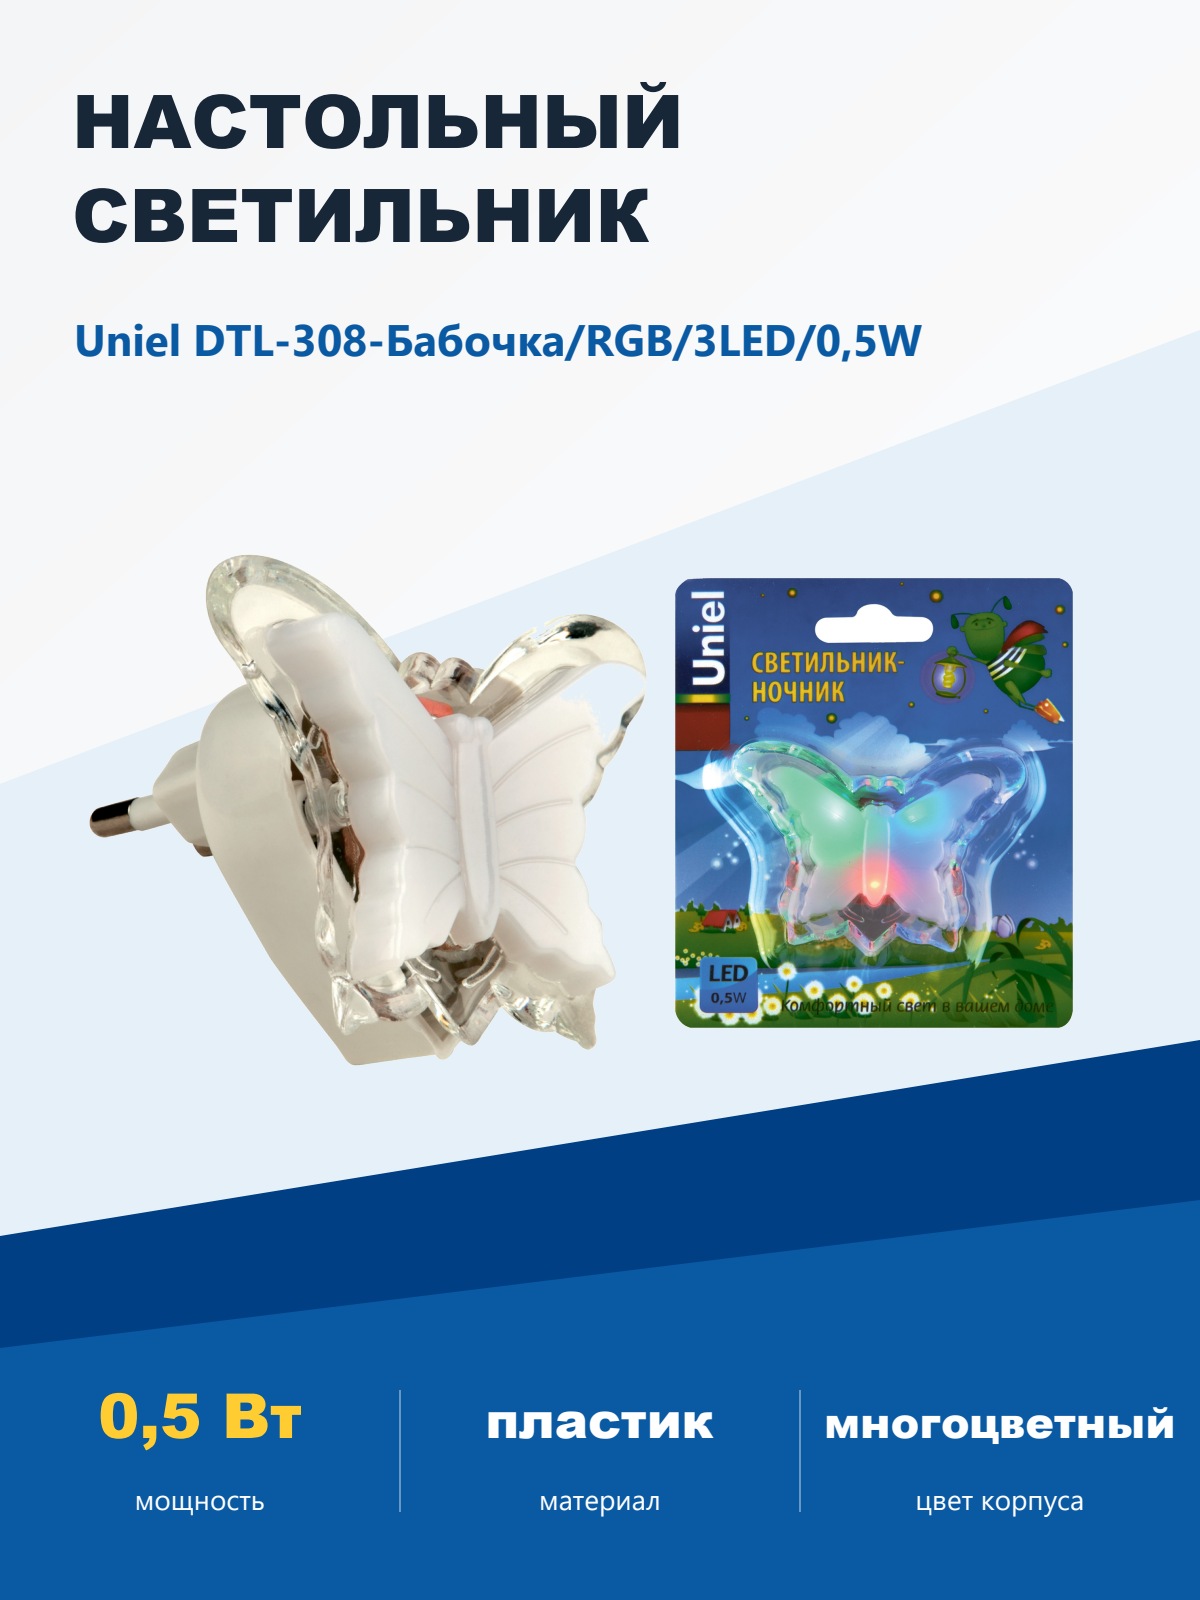 НАСТОЛЬНЫЙ
СВЕТИЛЬНИК
Uniel DTL-308-Бабочка/RGB/3LED/0,5W
Uniel
СВЕТИЛЬНИК-
НОЧНИК
LED
0,5W
Комфортный свет в вашем доме
0,5 Вт
мощность
пластик
материал
многоцветный
цвет корпуса